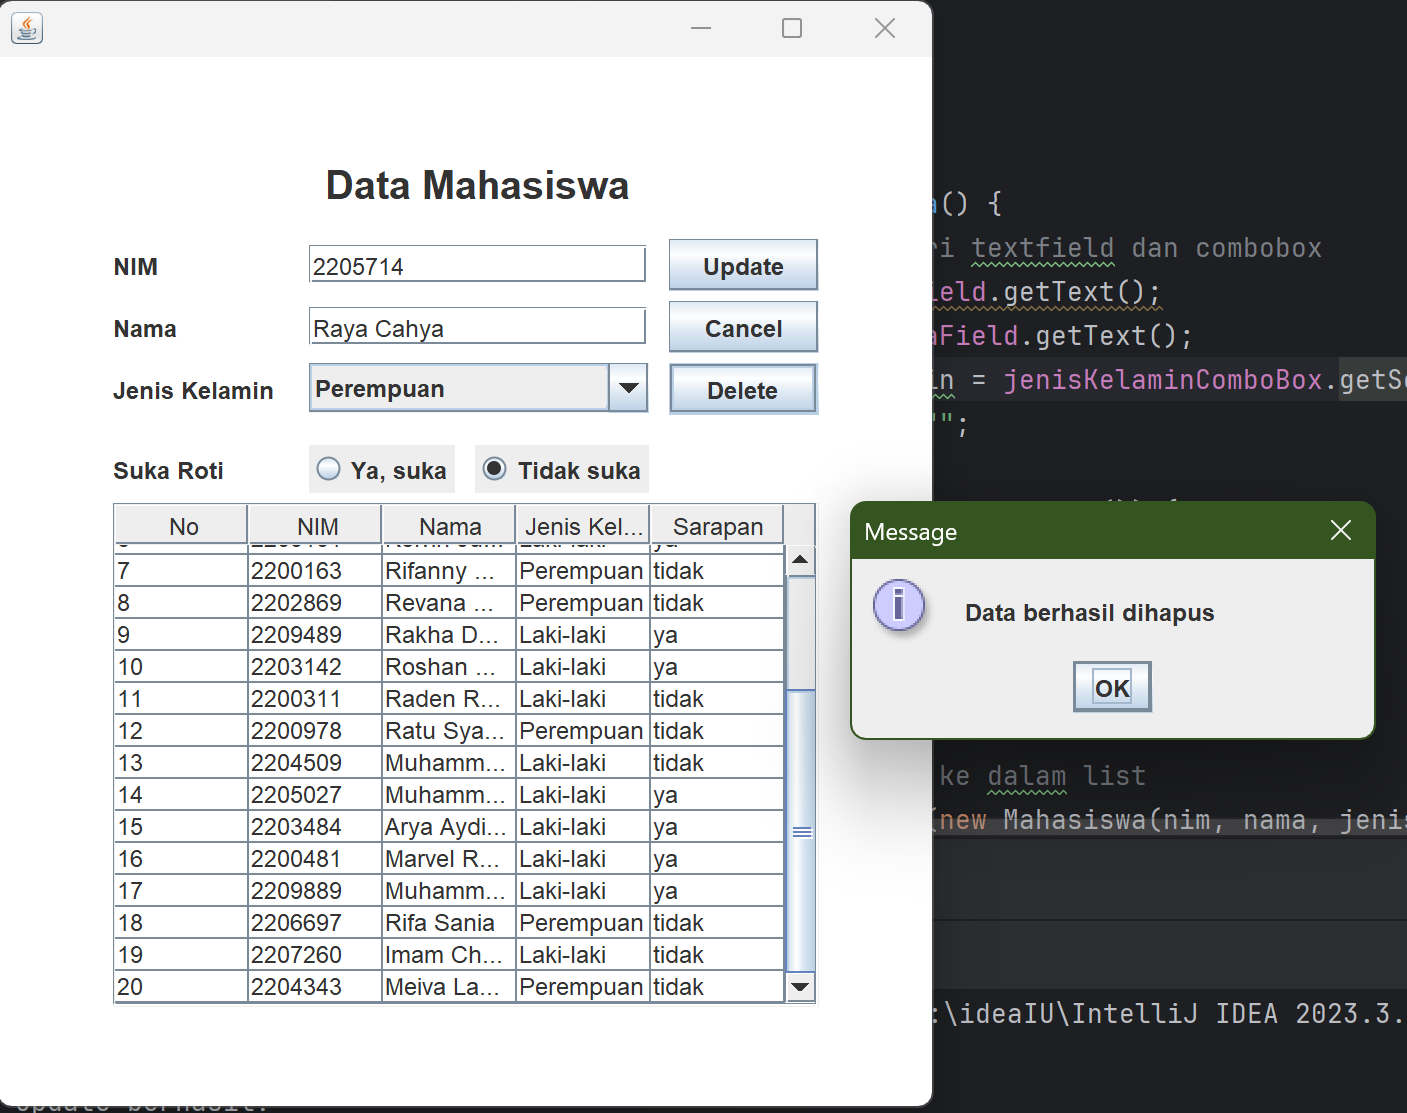 Data Mahasiswa
NIM 2205714 Update
Nama Raya Cahya Cancel
Jenis Kelamin Perempuan Delete
Suka Roti Ya, suka Tidak suka
No NIM Nama Jenis Kel... Sarapan
7 2200163 Rifanny ... Perempuan tidak
8 2202869 Revana ... Perempuan tidak
9 2209489 Rakha D... Laki-laki ya
10 2203142 Roshan ... Laki-laki ya
11 2200311 Raden R... Laki-laki tidak
12 2200978 Ratu Sya... Perempuan tidak
13 2204509 Muhamm... Laki-laki tidak
14 2205027 Muhamm... Laki-laki ya
15 2203484 Arya Aydi... Laki-laki ya
16 2200481 Marvel R... Laki-laki ya
17 2209889 Muhamm... Laki-laki ya
18 2206697 Rifa Sania Perempuan tidak
19 2207260 Imam Ch... Laki-laki tidak
20 2204343 Meiva La... Perempuan tidak
() {
ri textfield dan combobox
ield.getText();
aField.getText();
in = jenisKelaminComboBox.getSe
"";
Message
Data berhasil dihapus
OK
ke dalam list
(new Mahasiswa(nim, nama, jenis
:\ideaIU\IntelliJ IDEA 2023.3.